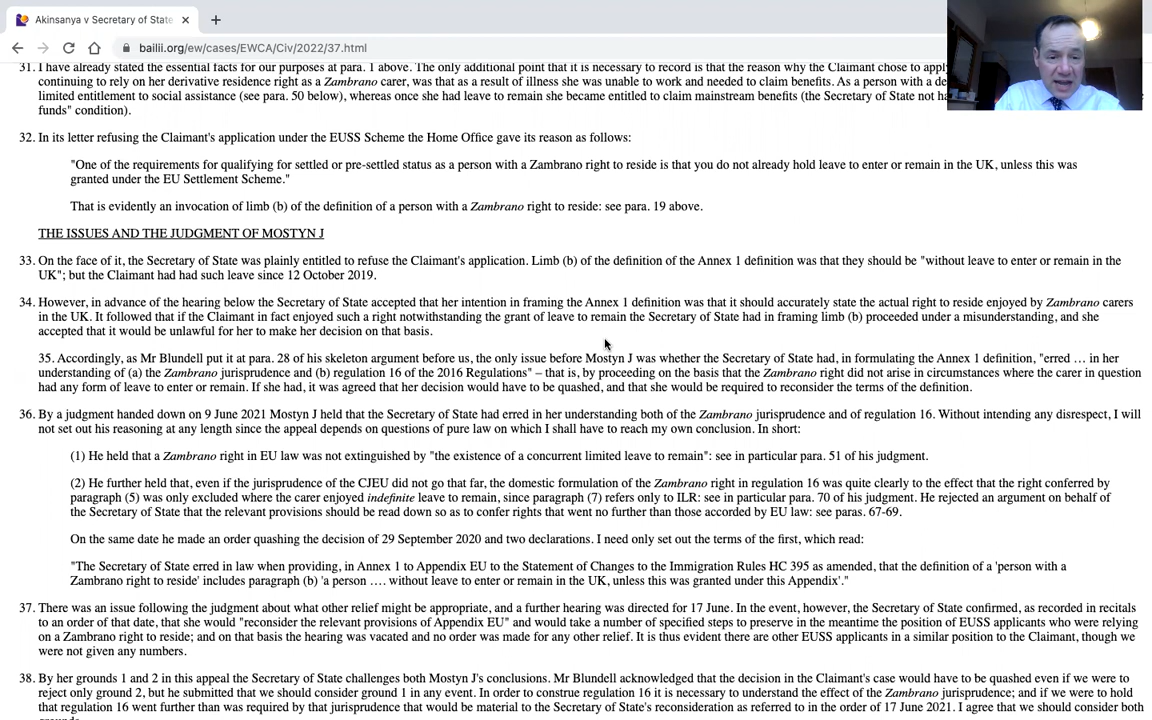 Akinsanya v Secretary of State
bailii.org/ew/cases/EWCA/Civ/2022/37.html
31. I have already stated the essential facts for our purposes at para. 1 above. The only additional point that it is necessary to record is that the reason why the Claimant chose to apply
continuing to rely on her derivative residence right as a Zambrano carer, was that as a result of illness she was unable to work and needed to claim benefits. As a person with a de
limited entitlement to social assistance (see para. 50 below), whereas once she had leave to remain she became entitled to claim mainstream benefits (the Secretary of State not ha
funds" condition).
32. In its letter refusing the Claimant's application under the EUSS Scheme the Home Office gave its reason as follows:
"One of the requirements for qualifying for settled or pre-settled status as a person with a Zambrano right to reside is that you do not already hold leave to enter or remain in the UK, unless this was
granted under the EU Settlement Scheme."
That is evidently an invocation of limb (b) of the definition of a person with a Zambrano right to reside: see para. 19 above.
THE ISSUES AND THE JUDGMENT OF MOSTYN J
33. On the face of it, the Secretary of State was plainly entitled to refuse the Claimant's application. Limb (b) of the definition of the Annex 1 definition was that they should be "without leave to enter or remain in the
UK"; but the Claimant had had such leave since 12 October 2019.
34. However, in advance of the hearing below the Secretary of State accepted that her intention in framing the Annex 1 definition was that it should accurately state the actual right to reside enjoyed by Zambrano carers
in the UK. It followed that if the Claimant in fact enjoyed such a right notwithstanding the grant of leave to remain the Secretary of State had in framing limb (b) proceeded under a misunderstanding, and she
accepted that it would be unlawful for her to make her decision on that basis.
35. Accordingly, as Mr Blundell put it at para. 28 of his skeleton argument before us, the only issue before Mostyn J was whether the Secretary of State had, in formulating the Annex 1 definition, "erred … in her
understanding of (a) the Zambrano jurisprudence and (b) regulation 16 of the 2016 Regulations" – that is, by proceeding on the basis that the Zambrano right did not arise in circumstances where the carer in question
had any form of leave to enter or remain. If she had, it was agreed that her decision would have to be quashed, and that she would be required to reconsider the terms of the definition.
36. By a judgment handed down on 9 June 2021 Mostyn J held that the Secretary of State had erred in her understanding both of the Zambrano jurisprudence and of regulation 16. Without intending any disrespect, I will
not set out his reasoning at any length since the appeal depends on questions of pure law on which I shall have to reach my own conclusion. In short:
(1) He held that a Zambrano right in EU law was not extinguished by "the existence of a concurrent limited leave to remain": see in particular para. 51 of his judgment.
(2) He further held that, even if the jurisprudence of the CJEU did not go that far, the domestic formulation of the Zambrano right in regulation 16 was quite clearly to the effect that the right conferred by
paragraph (5) was only excluded where the carer enjoyed indefinite leave to remain, since paragraph (7) refers only to ILR: see in particular para. 70 of his judgment. He rejected an argument on behalf of
the Secretary of State that the relevant provisions should be read down so as to confer rights that went no further than those accorded by EU law: see paras. 67-69.
On the same date he made an order quashing the decision of 29 September 2020 and two declarations. I need only set out the terms of the first, which read:
"The Secretary of State erred in law when providing, in Annex 1 to Appendix EU to the Statement of Changes to the Immigration Rules HC 395 as amended, that the definition of a 'person with a
Zambrano right to reside' includes paragraph (b) 'a person …. without leave to enter or remain in the UK, unless this was granted under this Appendix'."
37. There was an issue following the judgment about what other relief might be appropriate, and a further hearing was directed for 17 June. In the event, however, the Secretary of State confirmed, as recorded in recitals
to an order of that date, that she would "reconsider the relevant provisions of Appendix EU" and would take a number of specified steps to preserve in the meantime the position of EUSS applicants who were relying
on a Zambrano right to reside; and on that basis the hearing was vacated and no order was made for any other relief. It is thus evident there are other EUSS applicants in a similar position to the Claimant, though we
were not given any numbers.
38. By her grounds 1 and 2 in this appeal the Secretary of State challenges both Mostyn J's conclusions. Mr Blundell acknowledged that the decision in the Claimant's case would have to be quashed even if we were to
reject only ground 2, but he submitted that we should consider ground 1 in any event. In order to construe regulation 16 it is necessary to understand the effect of the Zambrano jurisprudence; and if we were to hold
that regulation 16 went further than was required by that jurisprudence that would be material to the Secretary of State's reconsideration as referred to in the order of 17 June 2021. I agree that we should consider both